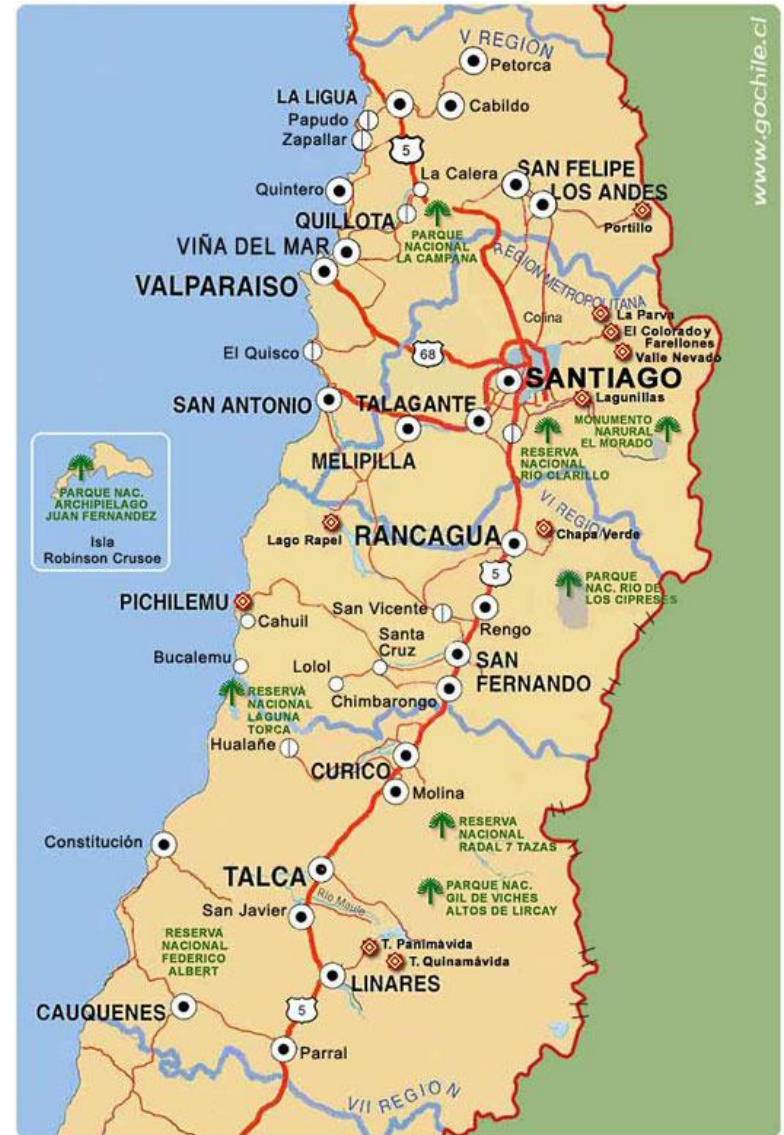 www.gochile.cl
V REGION
Petorca
LA LIGUA
Cabildo
Papudo
Zapallar
5
La Calera
SAN FELIPE
LOS ANDES
Quintero
QUILLOTA
Portillo
PARQUE
NACIONAL
LA CAMPANA
VIÑA DEL MAR
VALPARAISO
REGION METROPOLITANA
Colina
La Parva
El Colorado y
Farellones
Valle Nevado
El Quisco
68
SANTIAGO
SAN ANTONIO
TALAGANTE
Lagunillas
MELIPILLA
MONUMENTO
NARURAL
EL MORADO
RESERVA
NACIONAL
RIO CLARILLO
PARQUE NAC.
ARCHIPIELAGO
JUAN FERNANDEZ
Isla
Robinson Crusoe
VI REGION
Lago Rapel
RANCAGUA
Chapa Verde
5
PARQUE
NAC. RIO DE
LOS CIPRESES
PICHILEMU
Cahuil
San Vicente
Rengo
Bucalemu
Santa
Cruz
Lolol
SAN
FERNANDO
Chimbarongo
RESERVA
NACIONAL
LAGUNA
TORCA
Hualañe
CURICO
Molina
RESERVA
NACIONAL
RADAL 7 TAZAS
Constitución
TALCA
PARQUE NAC.
GIL DE VICHES
ALTOS DE LIRCAY
Rio Maule
San Javier
RESERVA
NACIONAL
FEDERICO
ALBERT
T. Panimávida
T. Quinamávida
LINARES
CAUQUENES
5
Parral
VII REGION